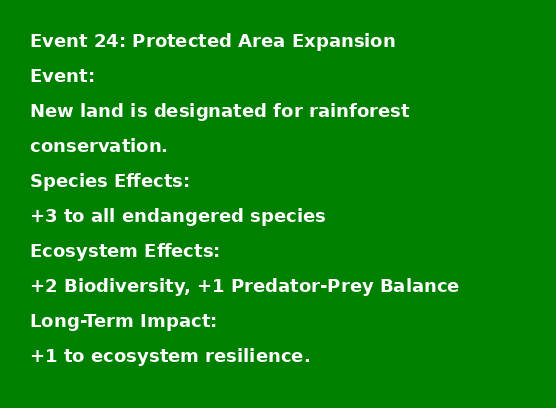 Event 24: Protected Area Expansion
Event:
New land is designated for rainforest
conservation.
Species Effects:
+3 to all endangered species
Ecosystem Effects:
+2 Biodiversity, +1 Predator-Prey Balance
Long-Term Impact:
+1 to ecosystem resilience.